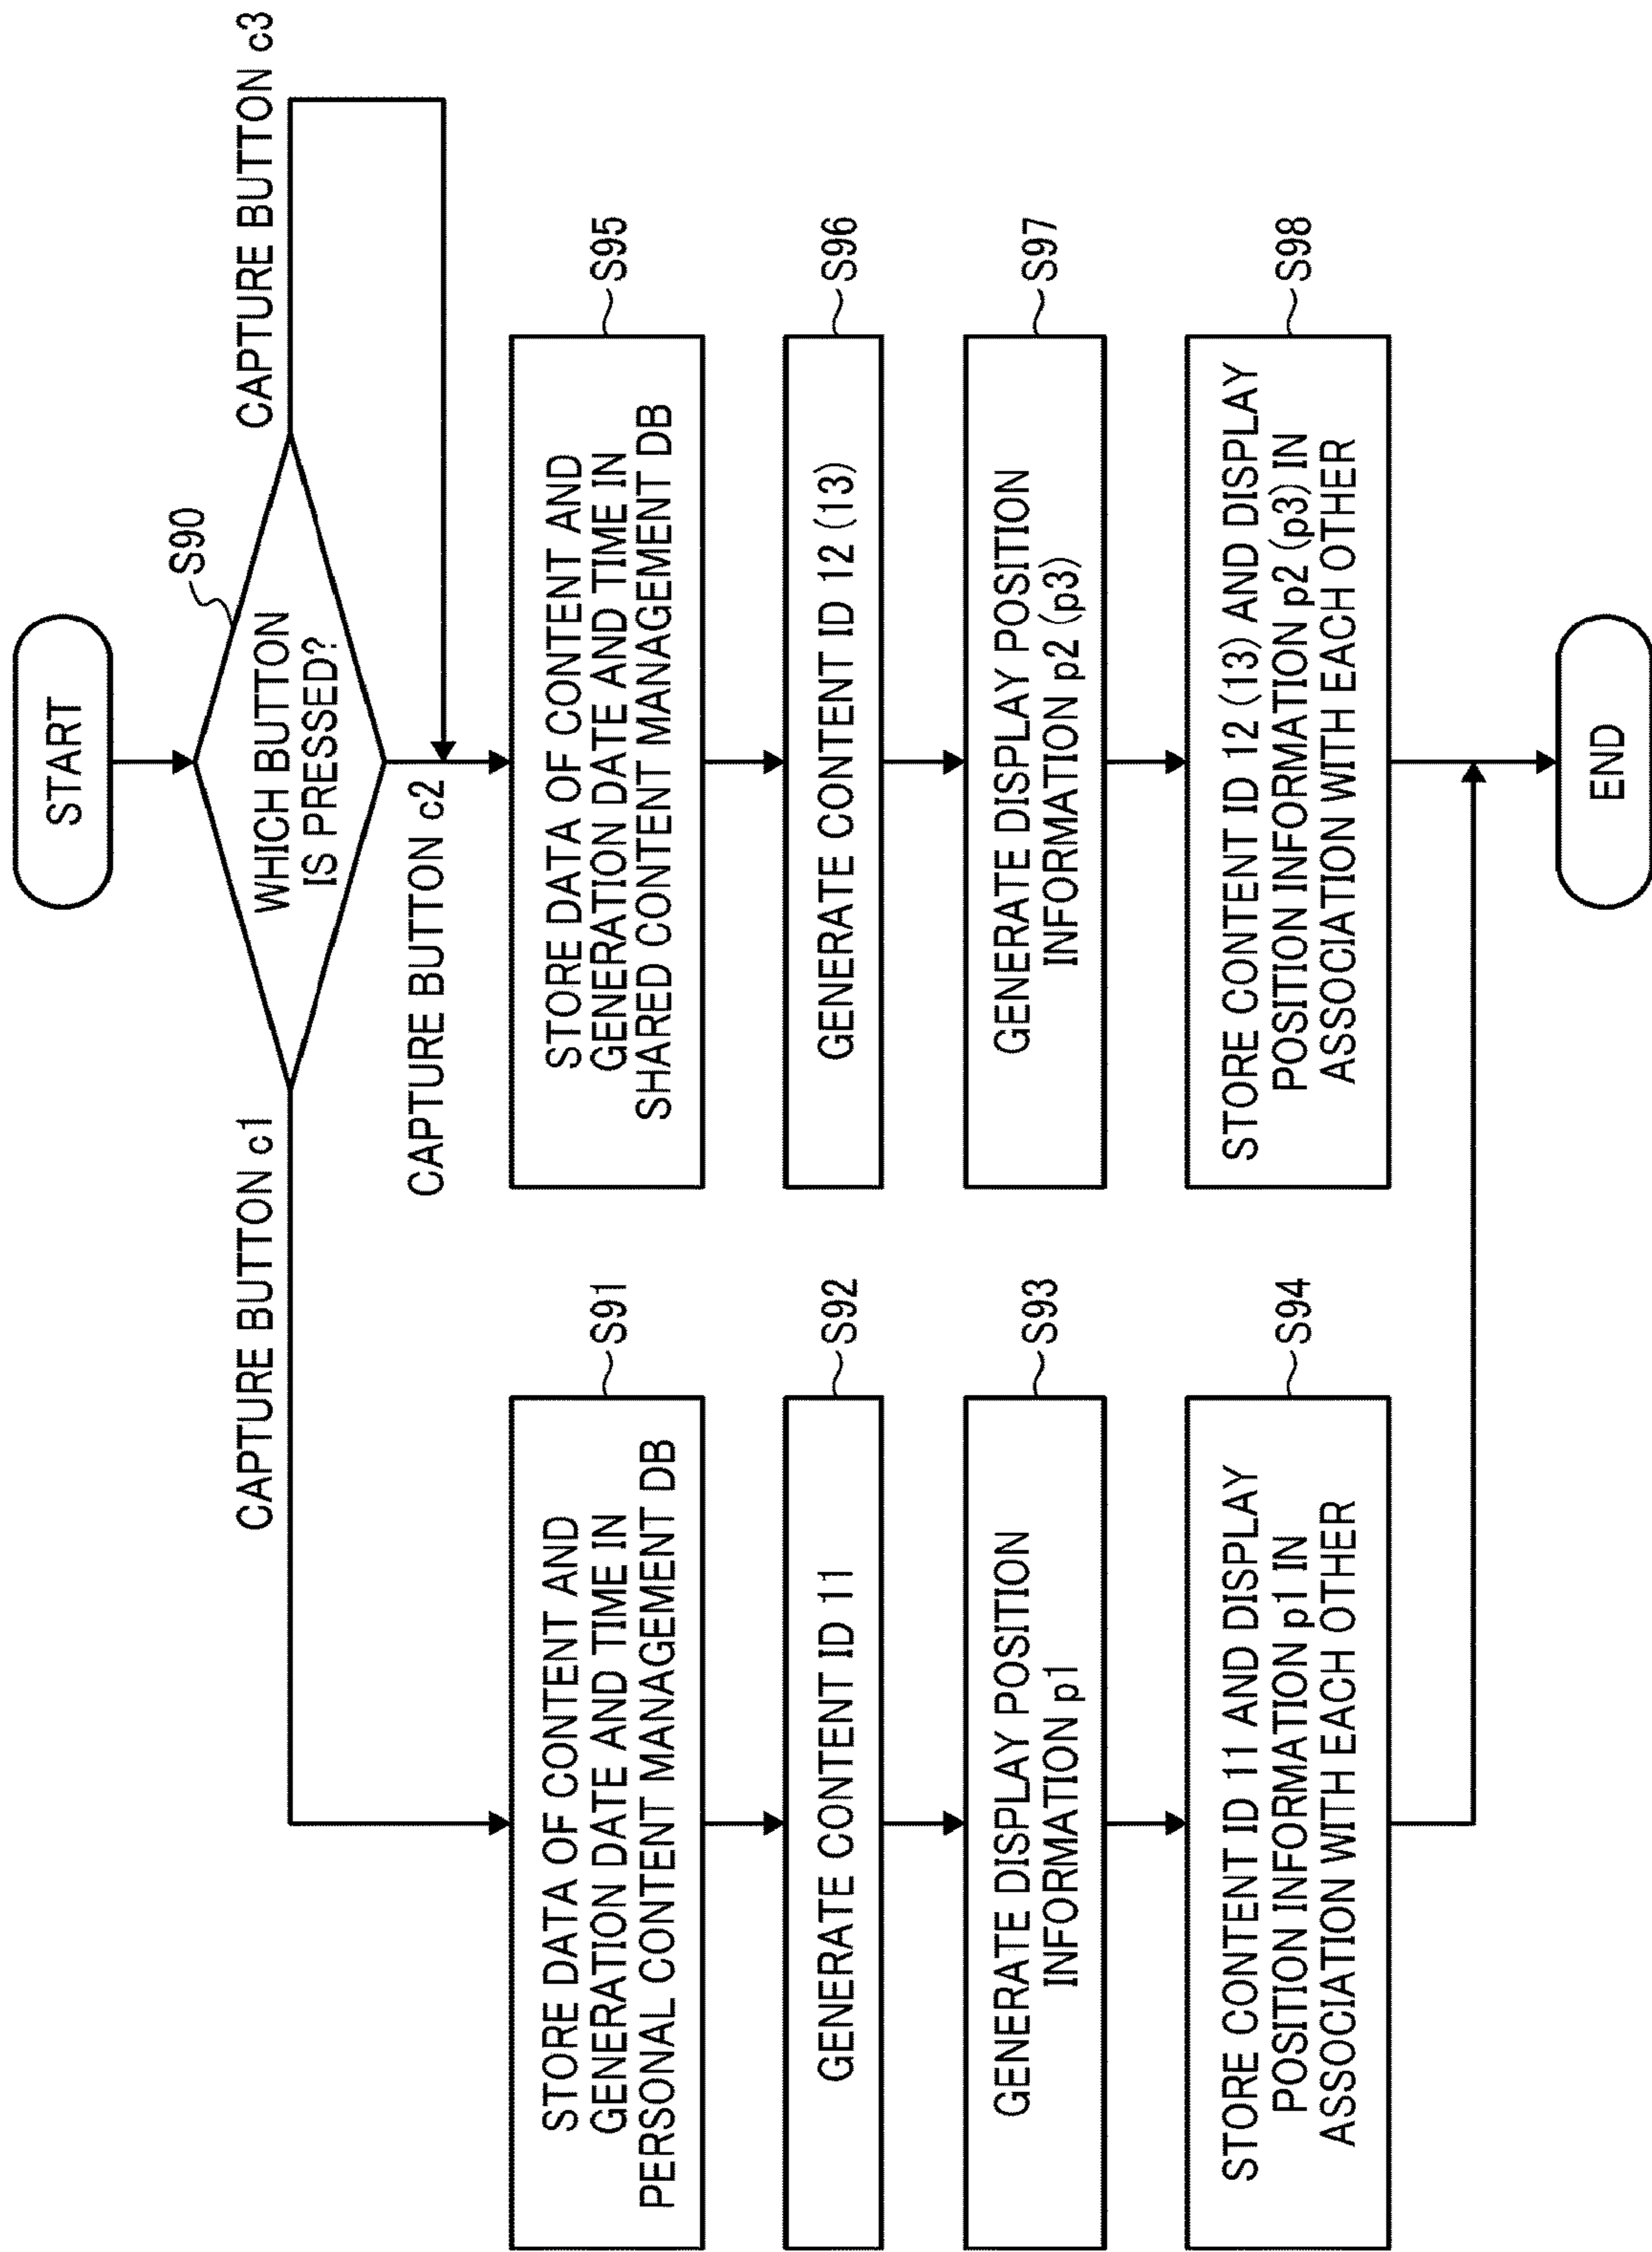 START
WHICH BUTTON
IS PRESSED?
S90
CAPTURE BUTTON c1
CAPTURE BUTTON c2
CAPTURE BUTTON c3
STORE DATA OF CONTENT AND
GENERATION DATE AND TIME IN
PERSONAL CONTENT MANAGEMENT DB
S91
GENERATE CONTENT ID 11
S92
GENERATE DISPLAY POSITION
INFORMATION p1
S93
STORE CONTENT ID 11 AND DISPLAY
POSITION INFORMATION p1 IN
ASSOCIATION WITH EACH OTHER
S94
STORE DATA OF CONTENT AND
GENERATION DATE AND TIME IN
SHARED CONTENT MANAGEMENT DB
S95
GENERATE CONTENT ID 12 (13)
S96
GENERATE DISPLAY POSITION
INFORMATION p2 (p3)
S97
STORE CONTENT ID 12 (13) AND DISPLAY
POSITION INFORMATION p2 (p3) IN
ASSOCIATION WITH EACH OTHER
S98
END